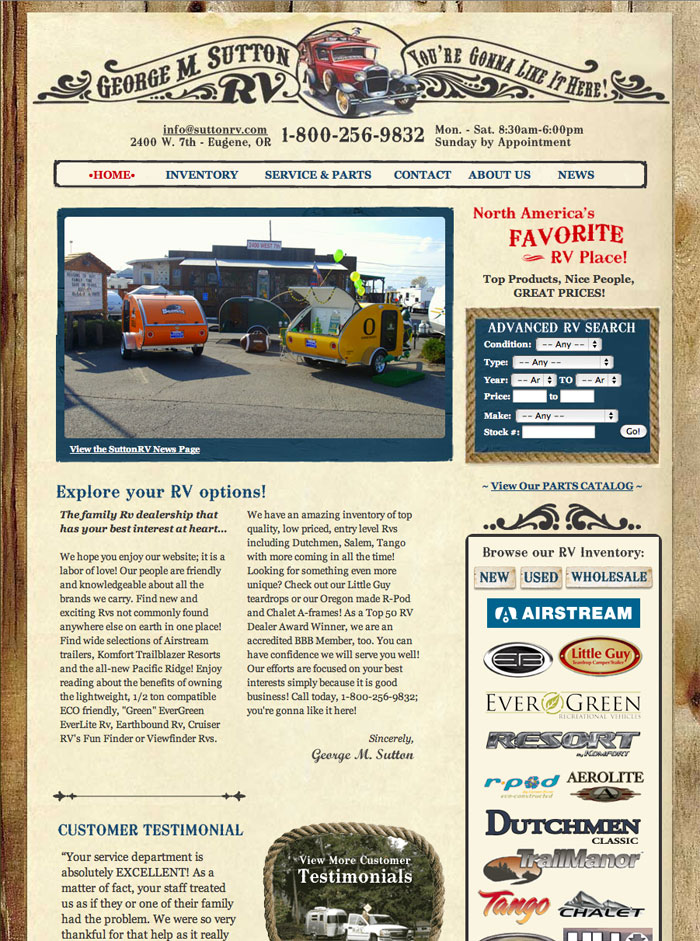 GEORGE M. SUTTON
RV
YOU'RE GONNA LIKE IT HERE!
info@suttonrv.com
2400 W. 7th - Eugene, OR
1-800-256-9832
Mon. - Sat. 8:30am-6:00pm
Sunday by Appointment
•HOME•
INVENTORY
SERVICE & PARTS
CONTACT
ABOUT US
NEWS
2400 WEST 7th
View the SuttonRV News Page
North America's
FAVORITE
RV Place!
Top Products, Nice People,
GREAT PRICES!
ADVANCED RV SEARCH
Condition: -- Any --
Type: -- Any --
Year: -- Ar TO -- Ar
Price: to
Make: -- Any --
Stock #: Go!
~ View Our PARTS CATALOG ~
Explore your RV options!
The family Rv dealership that
has your best interest at heart...
We hope you enjoy our website; it is a
labor of love! Our people are friendly
and knowledgeable about all the
brands we carry. Find new and
exciting Rvs not commonly found
anywhere else on earth in one place!
Find wide selections of Airstream
trailers, Komfort Trailblazer Resorts
and the all-new Pacific Ridge! Enjoy
reading about the benefits of owning
the lightweight, 1/2 ton compatible
ECO friendly, "Green" EverGreen
EverLite Rv, Earthbound Rv, Cruiser
RV's Fun Finder or Viewfinder Rvs.
We have an amazing inventory of top
quality, low priced, entry level Rvs
including Dutchmen, Salem, Tango
with more coming in all the time!
Looking for something even more
unique? Check out our Little Guy
teardrops or our Oregon made R-Pod
and Chalet A-frames! As a Top 50 RV
Dealer Award Winner, we are an
accredited BBB Member, too. You can
have confidence we will serve you well!
Our efforts are focused on your best
interests simply because it is good
business! Call today, 1-800-256-9832;
you're gonna like it here!
Sincerely,
George M. Sutton
Browse our RV Inventory:
NEW
USED
WHOLESALE
AIRSTREAM
Little Guy
Teardrop Camper Trailers
EVERGREEN
RECREATIONAL VEHICLES
RESORT
by KOMFORT
r·pod
AEROLITE
DUTCHMEN
CLASSIC
TrailManor
Tango
CHALET
CUSTOMER TESTIMONIAL
“Your service department is
absolutely EXCELLENT! As a
matter of fact, your staff treated
us as if they or one of their family
had the problem. We were so very
thankful for that help as it really
View More Customer
Testimonials